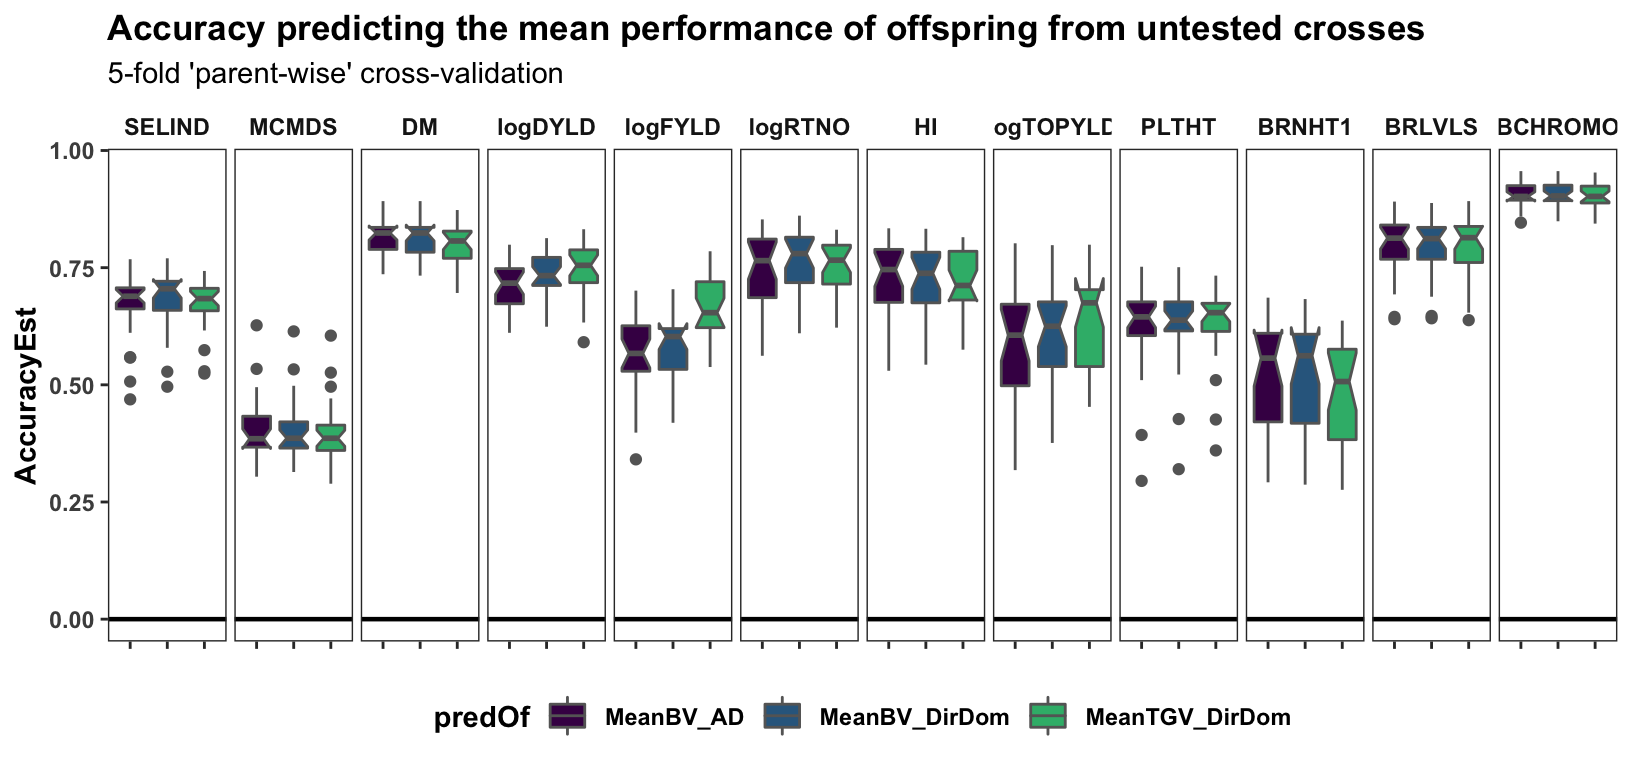 Accuracy predicting the mean performance of offspring from untested crosses
5-fold 'parent-wise' cross-validation
SELIND MCMDS DM logDYLD logFYLD logRTNO HI ogTOPYLD PLTHT BRNHT1 BRLVLS BCHROMO
1.00
0.75
0.50
0.25
0.00
AccuracyEst
predOf MeanBV_AD MeanBV_DirDom MeanTGV_DirDom